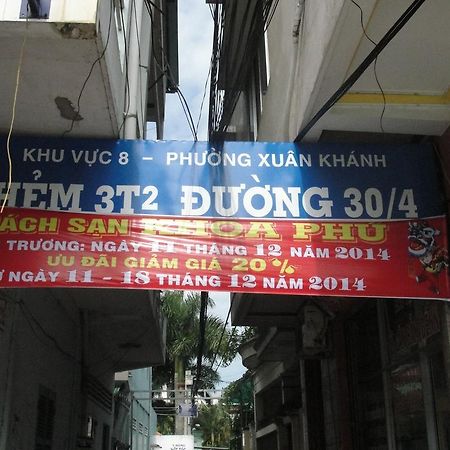 KHU VỰC 8 - PHƯỜNG XUÂN KHÁNH
HẺM 3T2 ĐƯỜNG 30/4
ÁCH SẠN KHOA PHÚ
TRƯƠNG: NGÀY 11 THÁNG 12 NĂM 2014
ƯU ĐÃI GIẢM GIÁ 20%
NGÀY 11 - 18 THÁNG 12 NĂM 2014